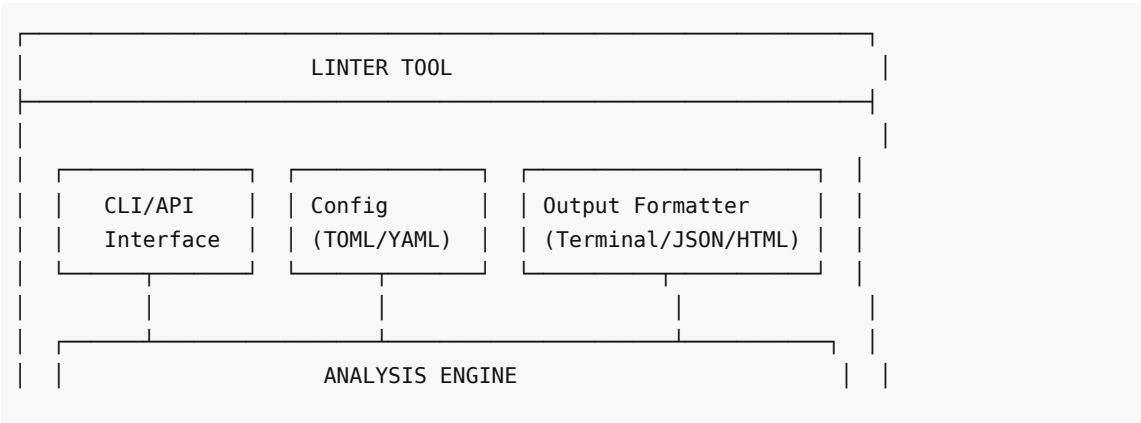 LINTER TOOL
CLI/API Config Output Formatter
Interface (TOML/YAML) (Terminal/JSON/HTML)
ANALYSIS ENGINE